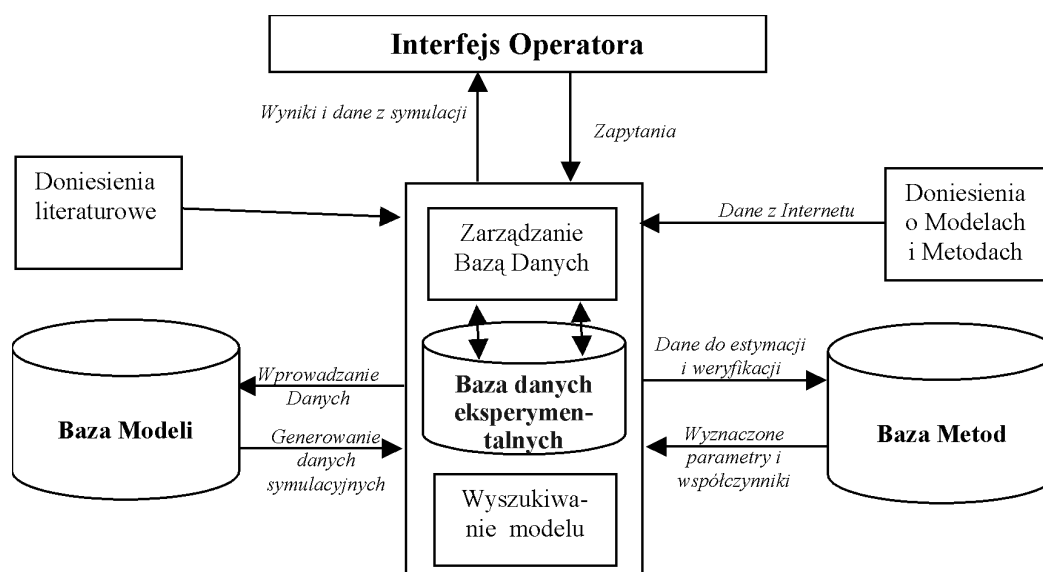 Interfejs Operatora
Wyniki i dane z symulacji
Zapytania
Doniesienia
literaturowe
Zarządzanie
Bazą Danych
Dane z Internetu
Doniesienia
o Modelach
i Metodach
Baza Modeli
Wprowadzanie
Danych
Generowanie
danych
symulacyjnych
Baza danych
eksperymen-
talnych
Wyszukiwa-
nie modelu
Dane do estymacji
i weryfikacji
Wyznaczone
parametry i
współczynniki
Baza Metod